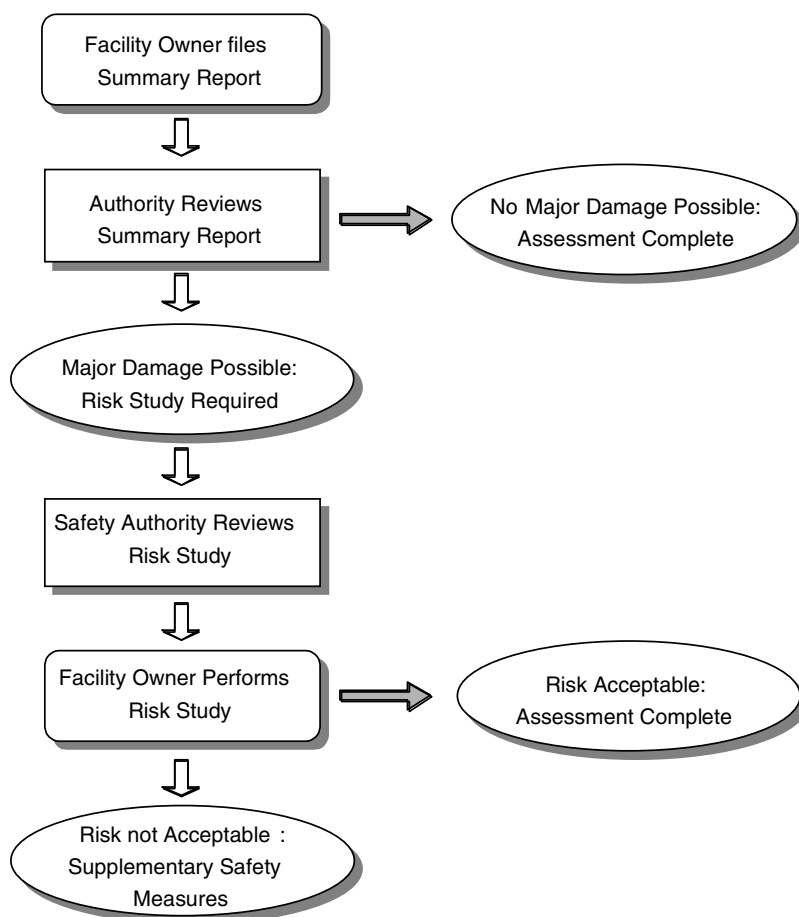 Facility Owner files
Summary Report
Authority Reviews
Summary Report
No Major Damage Possible:
Assessment Complete
Major Damage Possible:
Risk Study Required
Safety Authority Reviews
Risk Study
Facility Owner Performs
Risk Study
Risk Acceptable:
Assessment Complete
Risk not Acceptable :
Supplementary Safety
Measures